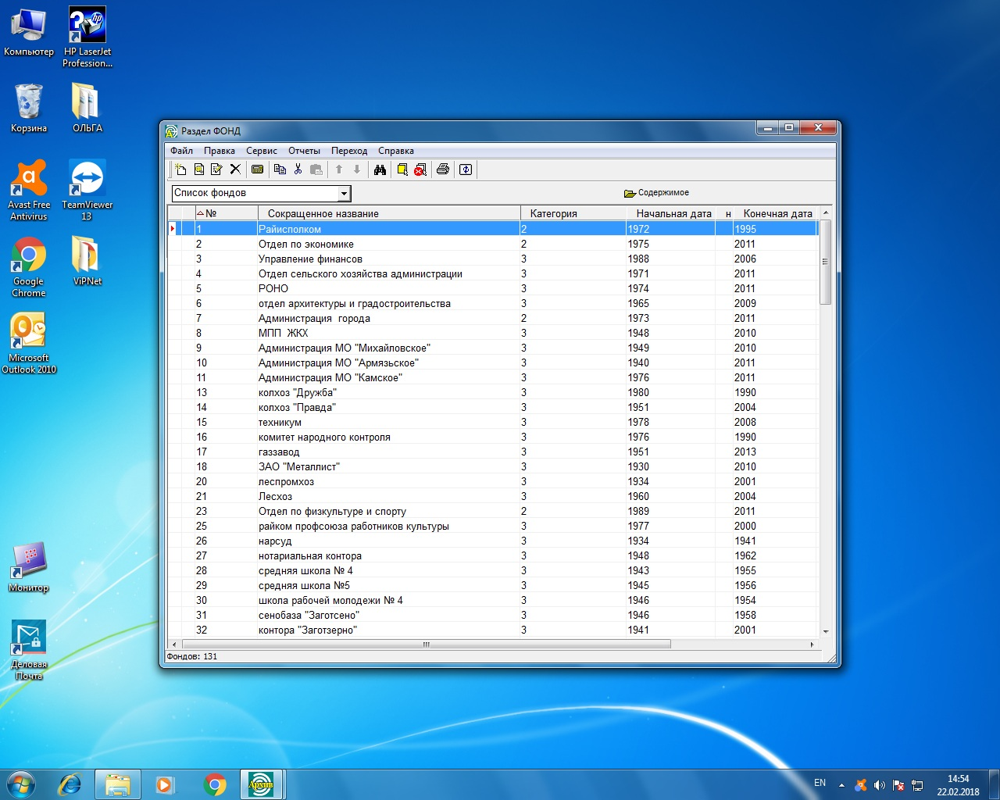 Компьютер
HP LaserJet
Profession...
Корзина
ОЛЬГА
Avast Free
Antivirus
TeamViewer
13
Google
Chrome
ViPNet
Microsoft
Outlook 2010
Монитор
Деловая
Почта
Раздел ФОНД
Файл Правка Сервис Отчеты Переход Справка
Список фондов
Содержимое
№ Сокращенное название Категория Начальная дата н Конечная дата
1 Райисполком 2 1972 1995
2 Отдел по экономике 2 1975 2011
3 Управление финансов 3 1988 2006
4 Отдел сельского хозяйства администрации 3 1971 2011
5 РОНО 3 1974 2011
6 отдел архитектуры и градостроительства 3 1965 2009
7 Администрация города 2 1973 2011
8 МПП ЖКХ 3 1948 2010
9 Администрация МО "Михайловское" 3 1949 2010
10 Администрация МО "Армязьское" 3 1940 2011
11 Администрация МО "Камское" 3 1976 2011
13 колхоз "Дружба" 3 1980 1990
14 колхоз "Правда" 3 1951 2004
15 техникум 3 1978 2008
16 комитет народного контроля 3 1976 1990
17 газзавод 3 1951 2013
18 ЗАО "Металлист" 3 1930 2010
20 леспромхоз 3 1934 2001
21 Лесхоз 3 1960 2004
23 Отдел по физкультуре и спорту 2 1989 2011
25 райком профсоюза работников культуры 3 1977 2000
26 нарсуд 3 1934 1941
27 нотариальная контора 3 1948 1962
28 средняя школа № 4 3 1943 1955
29 средняя школа №5 3 1945 1956
30 школа рабочей молодежи № 4 3 1946 1954
31 сенобаза "Заготсено" 3 1946 1958
32 контора "Заготзерно" 3 1941 2001
Фондов: 131
Архив
EN
14:54
22.02.2018